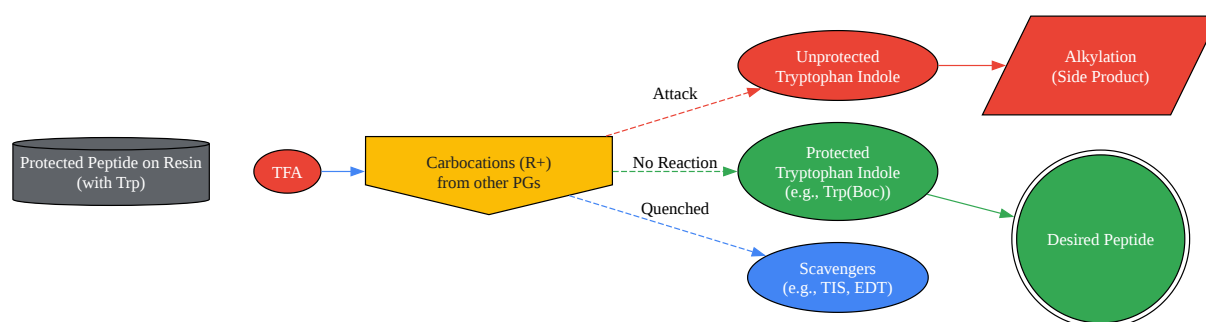 Protected Peptide on Resin
(with Trp)
TFA
Carbocations (R+)
from other PGs
Attack
No Reaction
Quenched
Unprotected
Tryptophan Indole
Protected
Tryptophan Indole
(e.g., Trp(Boc))
Scavengers
(e.g., TIS, EDT)
Alkylation
(Side Product)
Desired Peptide